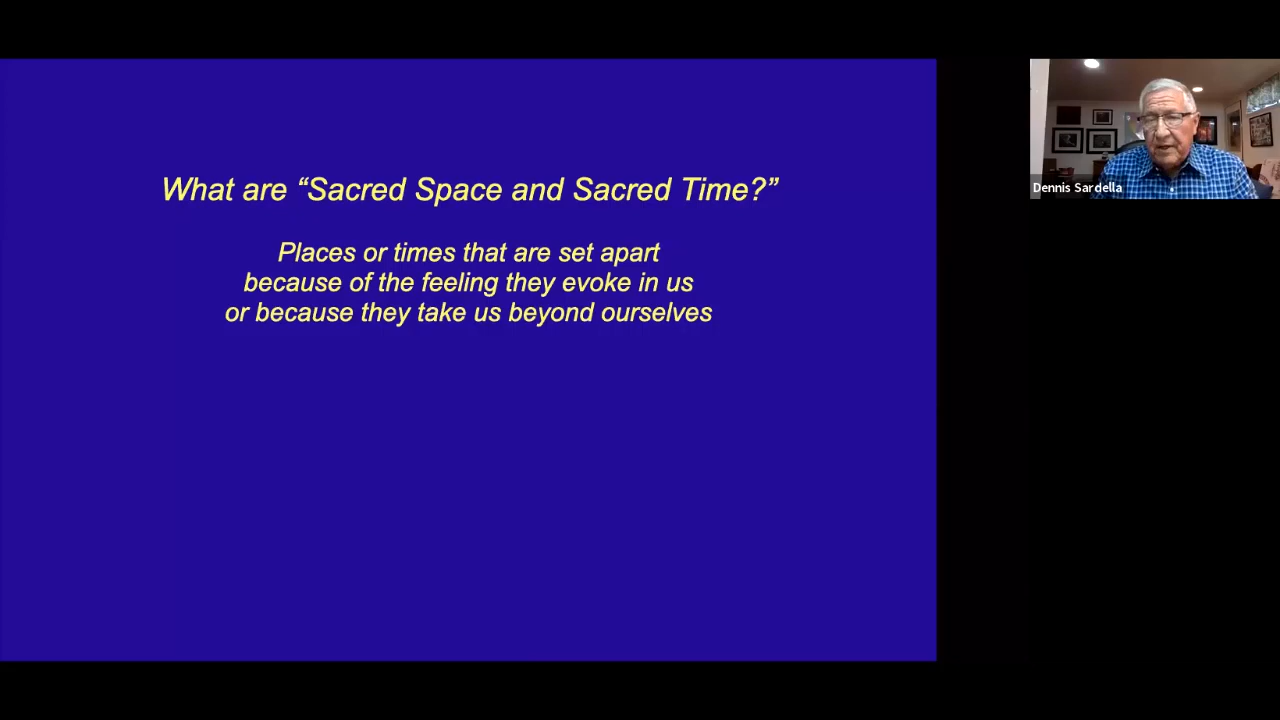 What are “Sacred Space and Sacred Time?”
Places or times that are set apart
because of the feeling they evoke in us
or because they take us beyond ourselves
Dennis Sardella